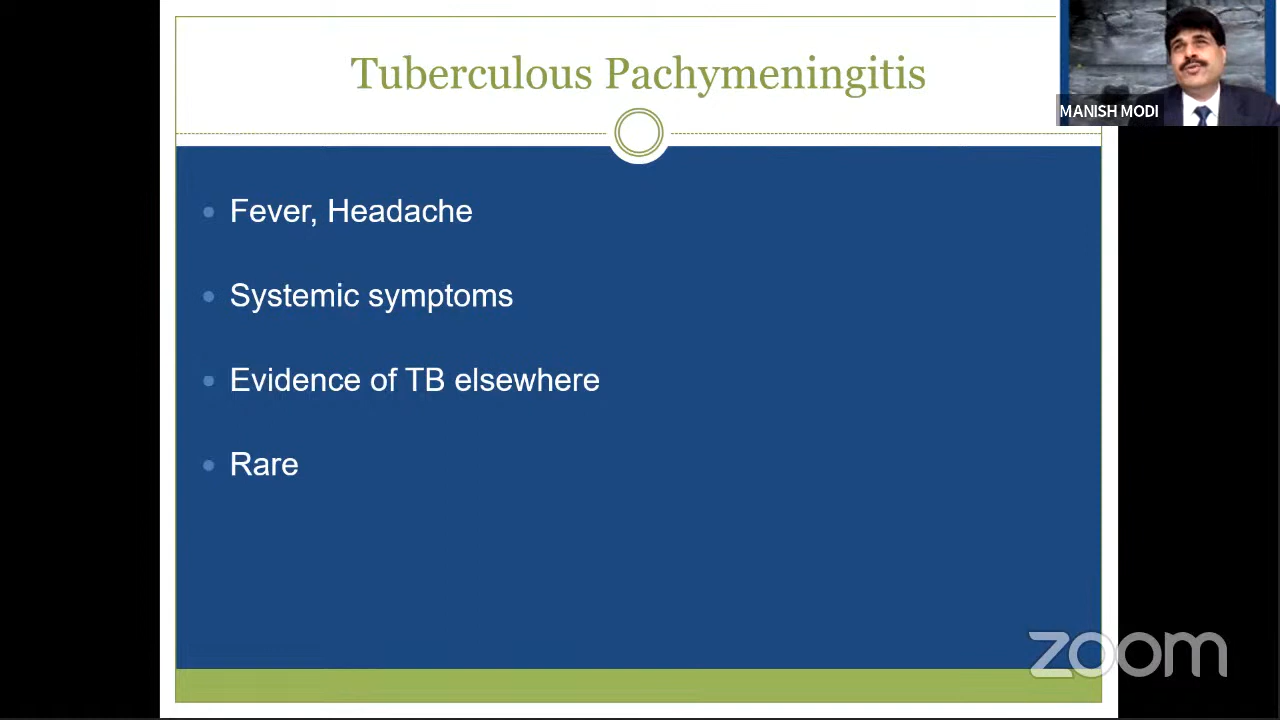 Tuberculous Pachymeningitis
MANISH MODI
Fever, Headache
Systemic symptoms
Evidence of TB elsewhere
Rare
zoom